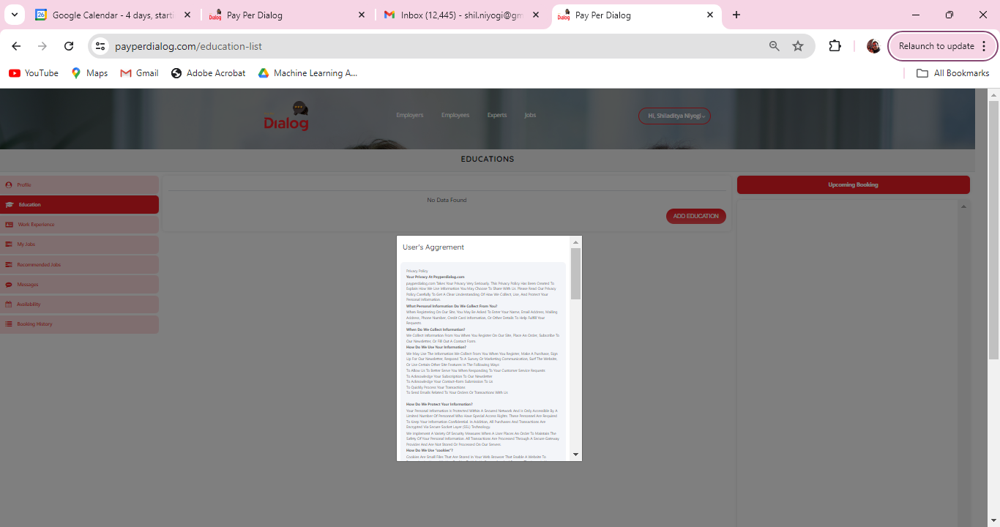 26
Google Calendar - 4 days, starti
Dialog
Pay Per Dialog
Inbox (12,445) - shil.niyogi@gm
Dialog
Pay Per Dialog
payperdialog.com/education-list
Relaunch to update
YouTube
Maps
Gmail
Adobe Acrobat
Machine Learning A...
All Bookmarks
Dialog
Employers
Employees
Experts
Jobs
Hi, Shiladitya Niyogi
EDUCATIONS
Profile
Education
Work Experience
My Jobs
Recommended Jobs
Messages
Availability
Booking History
No Data Found
ADD EDUCATION
Upcoming Booking
User's Aggrement
Privacy Policy
Your Privacy At Payperdialog.com
payperdialog.com Takes Your Privacy Very Seriously. This Privacy Policy Has Been Created To
Explain How We Use Information You May Choose To Share With Us. Please Read Our Privacy
Policy Carefully To Get A Clear Understanding Of How We Collect, Use, And Protect Your
Personal Information.
What Personal Information Do We Collect From You?
When Registering On Our Site, You May Be Asked To Enter Your Name, Email Address, Mailing
Address, Phone Number, Credit Card Information, Or Other Details To Help Fulfill Your
Requests.
When Do We Collect Information?
We Collect Information From You When You Register On Our Site, Place An Order, Subscribe To
Our Newsletter, Or Fill Out A Contact Form.
How Do We Use Your Information?
We May Use The Information We Collect From You When You Register, Make A Purchase, Sign
Up For Our Newsletter, Respond To A Survey Or Marketing Communication, Surf The Website,
Or Use Certain Other Site Features In The Following Ways:
To Allow Us To Better Serve You When Responding To Your Customer Service Requests
To Acknowledge Your Subscription To Our Newsletter
To Acknowledge Your Contact-form Submission To Us
To Quickly Process Your Transactions
To Send Emails Related To Your Orders Or Transactions With Us
How Do We Protect Your Information?
Your Personal Information Is Protected Within A Secured Network And Is Only Accessible By A
Limited Number Of Personnel Who Have Special Access Rights. These Personnel Are Required
To Keep Your Information Confidential. In Addition, All Purchases And Transactions Are
Encrypted Via Secure Socket Layer (SSL) Technology.
We Implement A Variety Of Security Measures When A User Places An Order To Maintain The
Safety Of Your Personal Information. All Transactions Are Processed Through A Secure Gateway
Provider And Are Not Stored Or Processed On Our Servers.
How Do We Use "cookies"?
Cookies Are Small Files That Are Stored In Your Web Browser That Enable A Website To